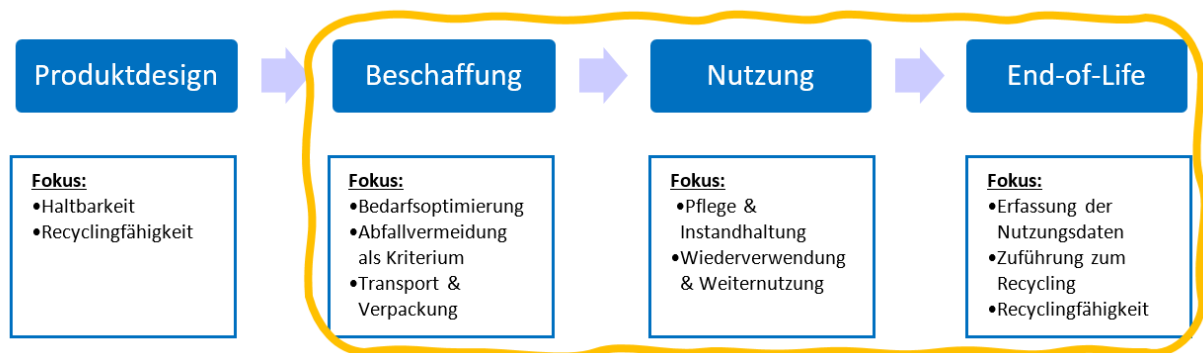 Produktdesign
Beschaffung
Nutzung
End-of-Life
Fokus:
•Haltbarkeit
•Recyclingfähigkeit
Fokus:
•Bedarfsoptimierung
•Abfallvermeidung
als Kriterium
•Transport &
Verpackung
Fokus:
•Pflege &
Instandhaltung
•Wiederverwendung
& Weiternutzung
Fokus:
•Erfassung der
Nutzungsdaten
•Zuführung zum
Recycling
•Recyclingfähigkeit